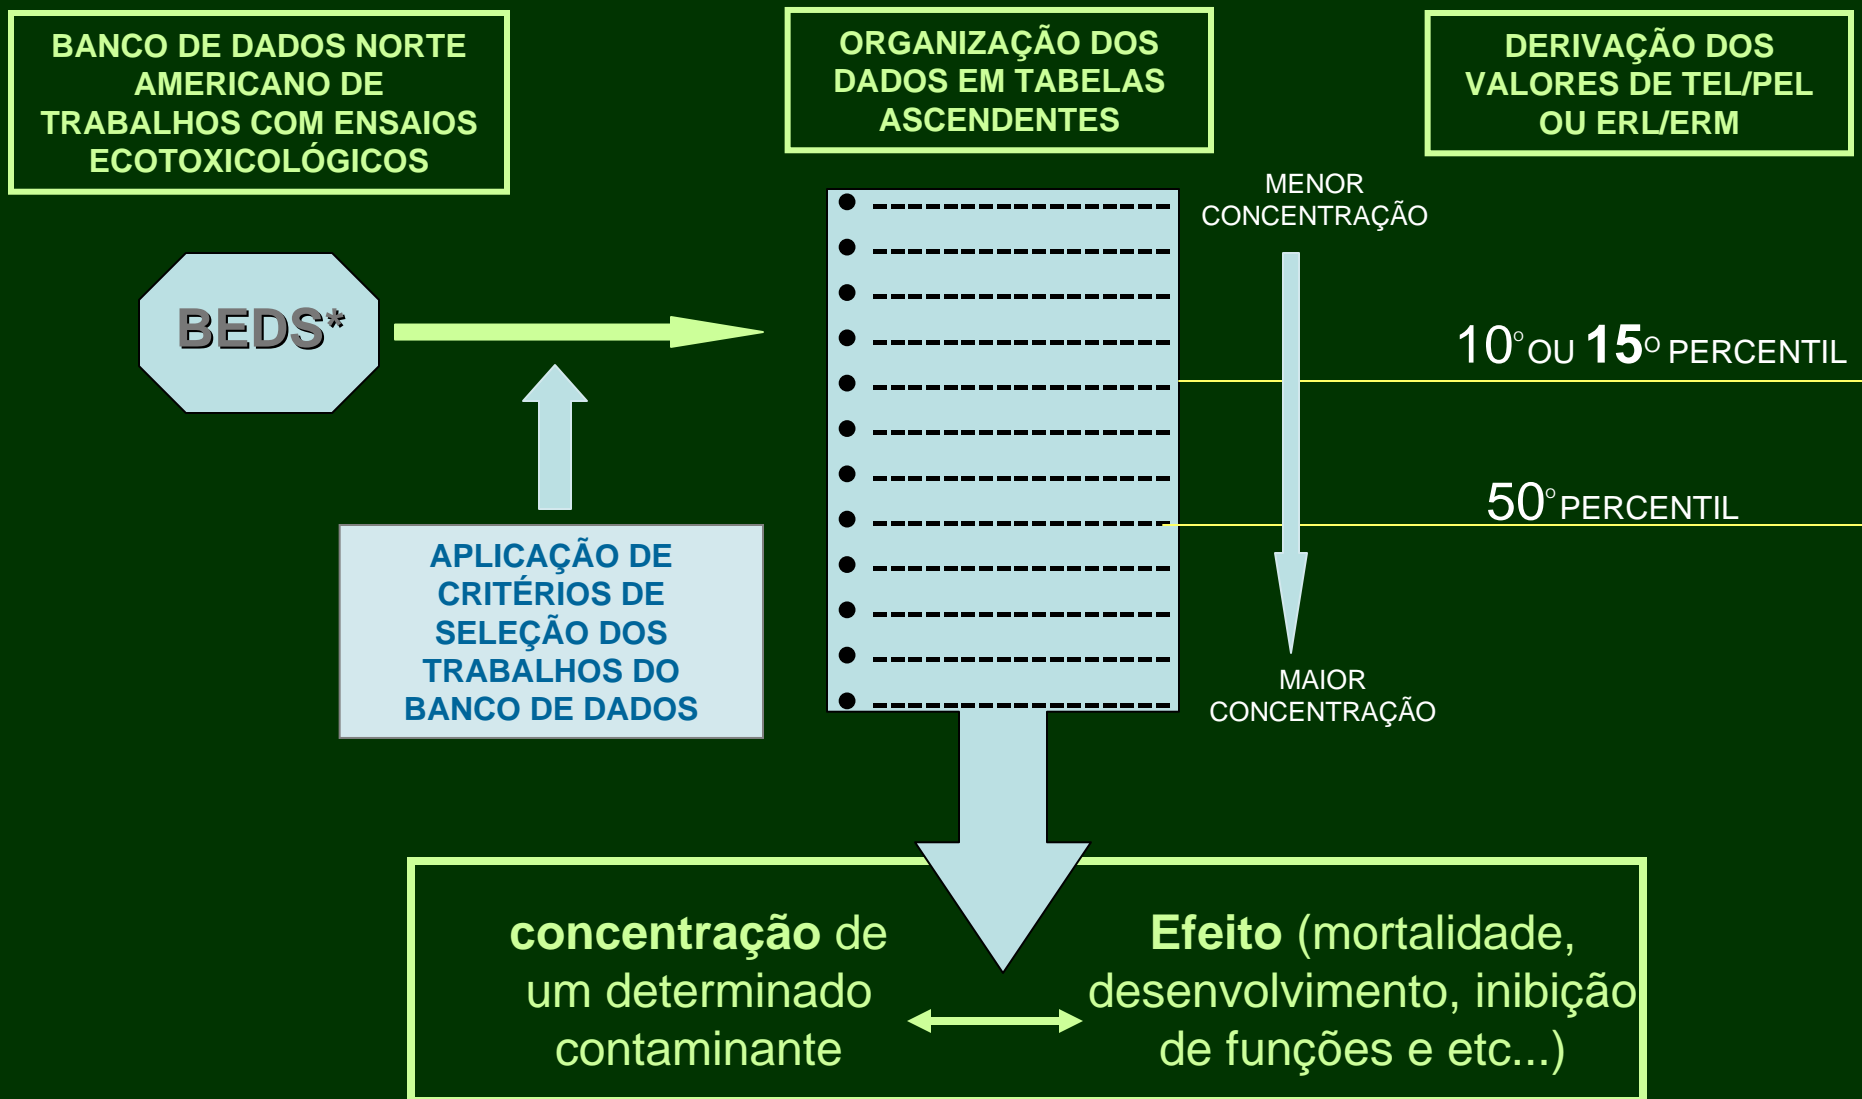 BANCO DE DADOS NORTE
AMERICANO DE
TRABALHOS COM ENSAIOS
ECOTOXICOLÓGICOS
ORGANIZAÇÃO DOS
DADOS EM TABELAS
ASCENDENTES
DERIVAÇÃO DOS
VALORES DE TEL/PEL
OU ERL/ERM
MENOR
CONCENTRAÇÃO
BEDS*
10° OU 15º PERCENTIL
50° PERCENTIL
APLICAÇÃO DE
CRITÉRIOS DE
SELEÇÃO DOS
TRABALHOS DO
BANCO DE DADOS
MAIOR
CONCENTRAÇÃO
concentração de
um determinado
contaminante
Efeito (mortalidade,
desenvolvimento, inibição
de funções e etc...)